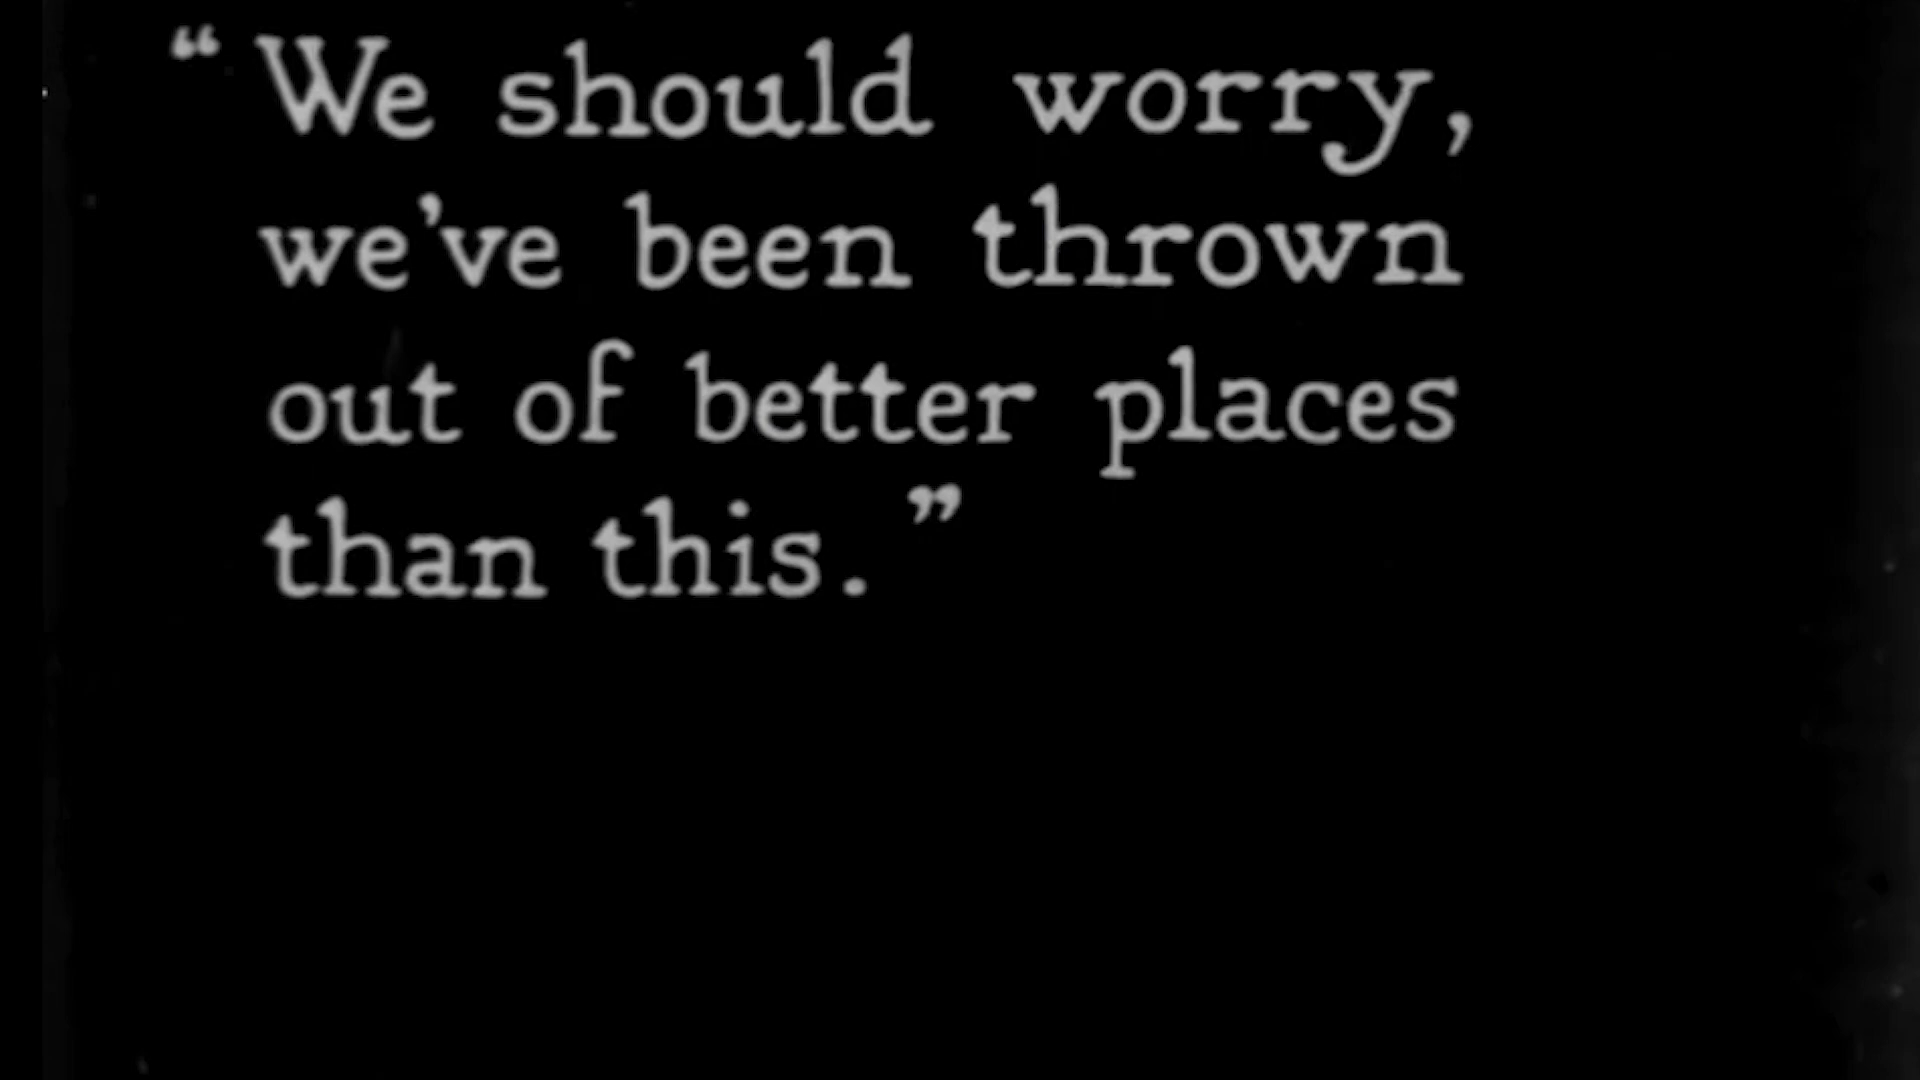 “We should worry,
we’ve been thrown
out of better places
than this.”